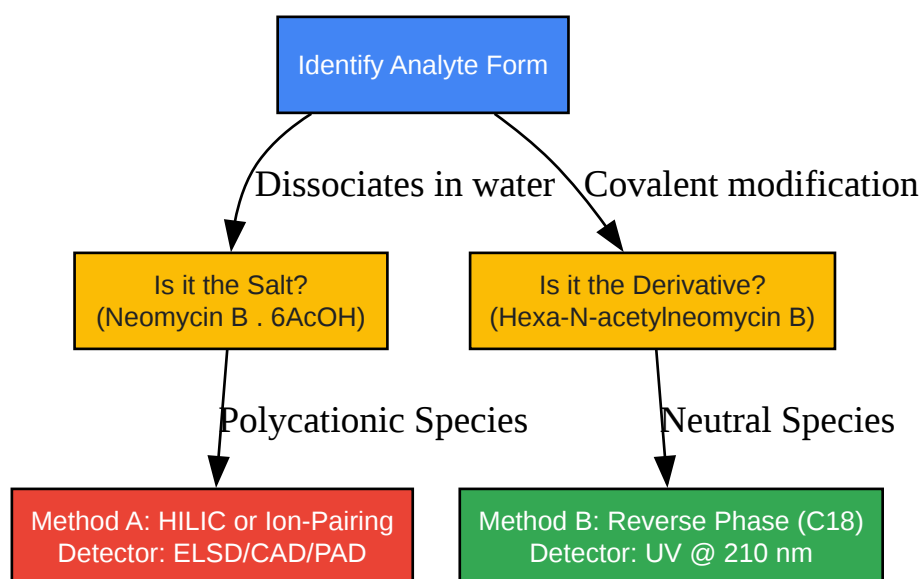 Identify Analyte Form
Dissociates in water
Covalent modification
Is it the Salt?
(Neomycin B . 6AcOH)
Is it the Derivative?
(Hexa-N-acetylneomycin B)
Polycationic Species
Neutral Species
Method A: HILIC or Ion-Pairing
Detector: ELSD/CAD/PAD
Method B: Reverse Phase (C18)
Detector: UV @ 210 nm